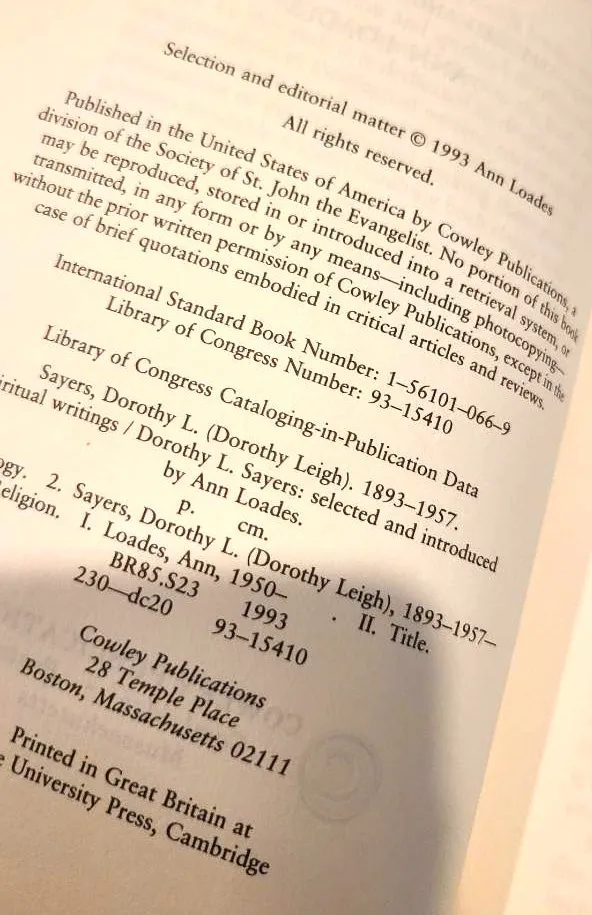 Selection and editorial matter © 1993 Ann Loades
All rights reserved.
Published in the United States of America by Cowley Publications, a
division of the Society of St. John the Evangelist. No portion of this book
may be reproduced, stored in or introduced into a retrieval system, or
transmitted, in any form or by any means—including photocopying—
without the prior written permission of Cowley Publications, except in the
case of brief quotations embodied in critical articles and reviews.
International Standard Book Number: 1–56101–066–9
Library of Congress Number: 93–15410
Library of Congress Cataloging-in-Publication Data
Sayers, Dorothy L. (Dorothy Leigh). 1893–1957.
iritual writings / Dorothy L. Sayers: selected and introduced
by Ann Loades.
p. cm.
ogy. 2. Sayers, Dorothy L. (Dorothy Leigh), 1893–1957–
eligion. I. Loades, Ann, 1950– . II. Title.
BR85.S23 1993
230—dc20 93–15410
Cowley Publications
28 Temple Place
Boston, Massachusetts 02111
Printed in Great Britain at
e University Press, Cambridge